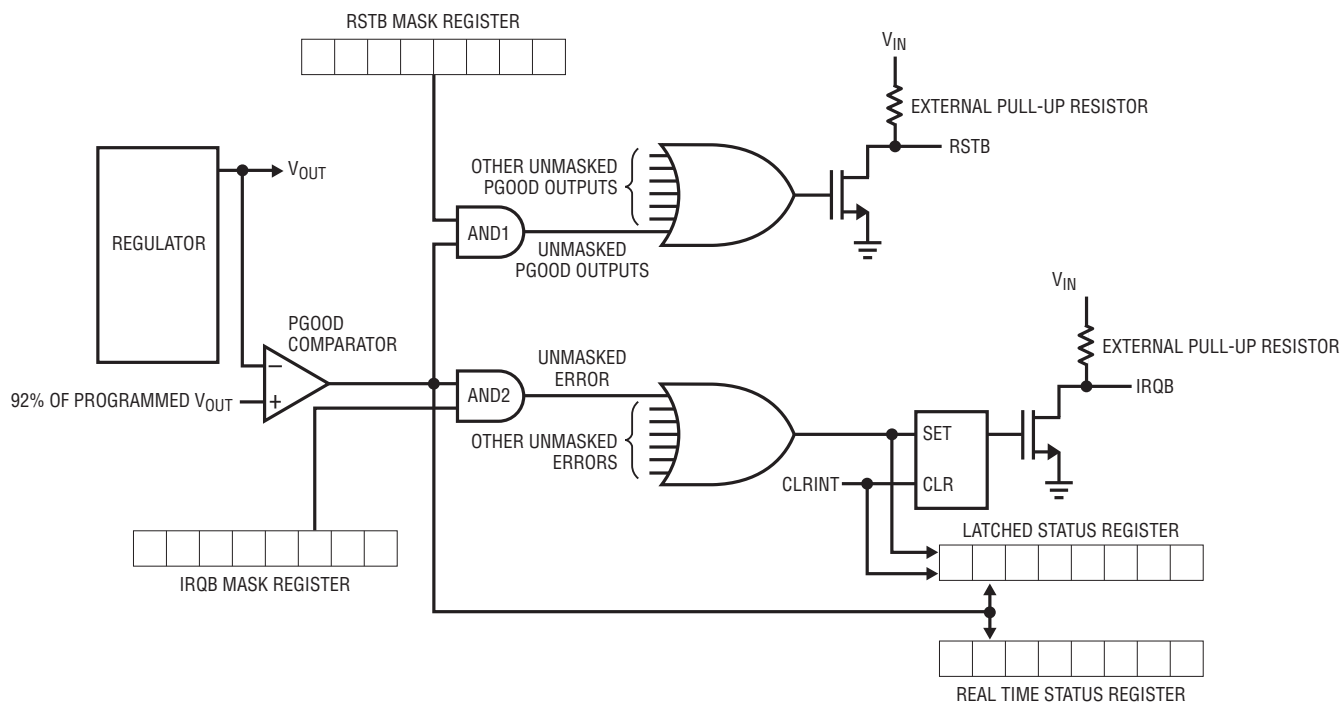 RSTB MASK REGISTER
VIN
EXTERNAL PULL-UP RESISTOR
RSTB
OTHER UNMASKED
PGOOD OUTPUTS
VOUT
REGULATOR
AND1
UNMASKED
PGOOD OUTPUTS
VIN
EXTERNAL PULL-UP RESISTOR
IRQB
PGOOD
COMPARATOR
−
+
92% OF PROGRAMMED VOUT
AND2
UNMASKED
ERROR
OTHER UNMASKED
ERRORS
SET
CLRINT
CLR
LATCHED STATUS REGISTER
IRQB MASK REGISTER
REAL TIME STATUS REGISTER